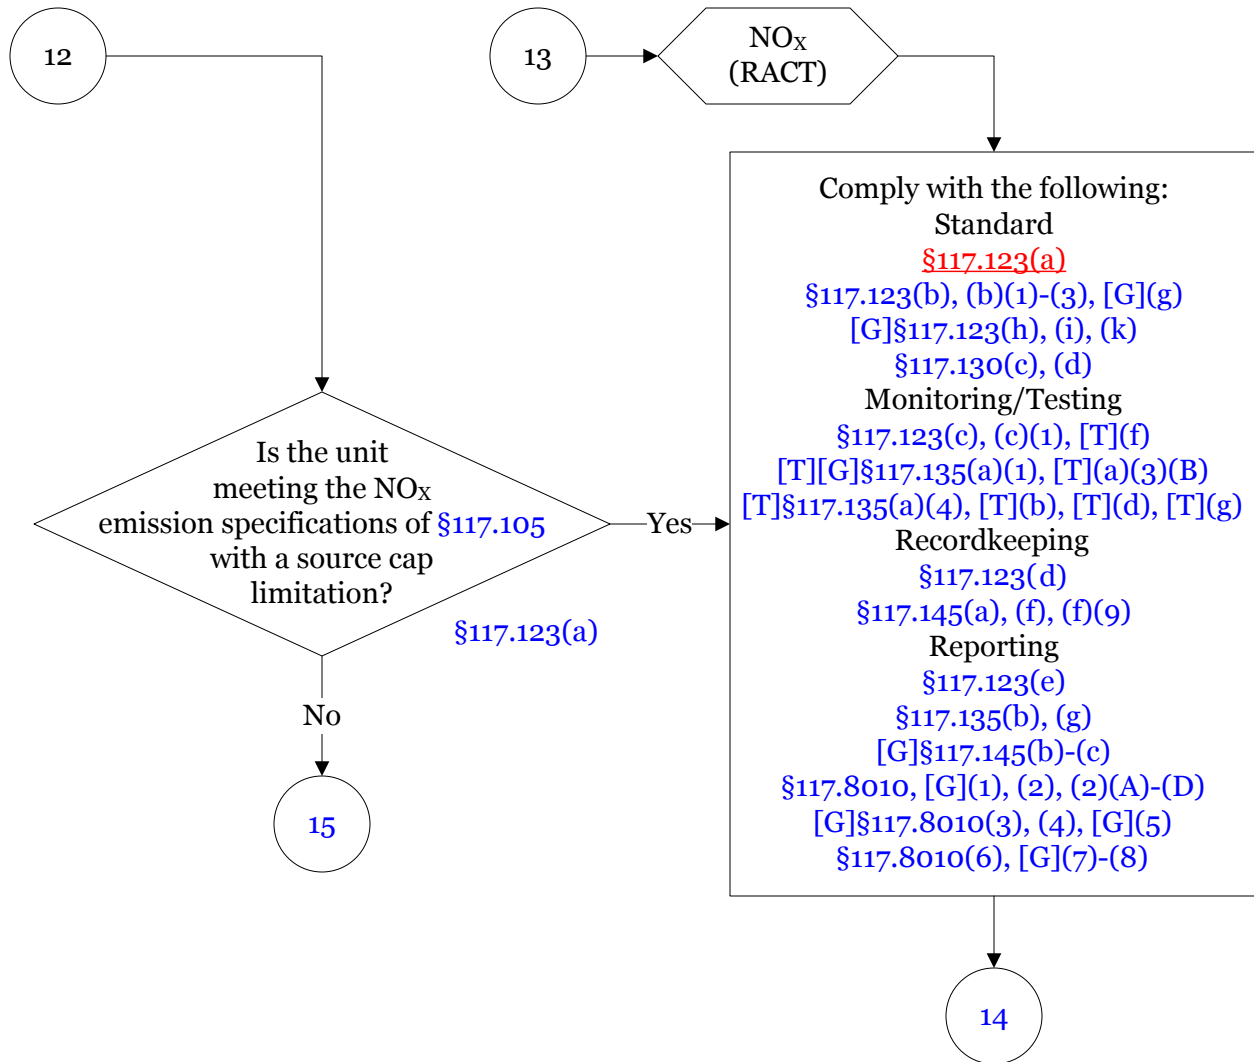 12
13
NOX
(RACT)
Comply with the following:
Standard
§117.123(a)
§117.123(b), (b)(1)-(3), [G](g)
[G]§117.123(h), (i), (k)
§117.130(c), (d)
Monitoring/Testing
§117.123(c), (c)(1), [T](f)
[T][G]§117.135(a)(1), [T](a)(3)(B)
[T]§117.135(a)(4), [T](b), [T](d), [T](g)
Recordkeeping
§117.123(d)
§117.145(a), (f), (f)(9)
Reporting
§117.123(e)
§117.135(b), (g)
[G]§117.145(b)-(c)
§117.8010, [G](1), (2), (2)(A)-(D)
[G]§117.8010(3), (4), [G](5)
§117.8010(6), [G](7)-(8)
Is the unit
meeting the NOX
emission specifications of §117.105
with a source cap
limitation?
Yes
§117.123(a)
No
15
14